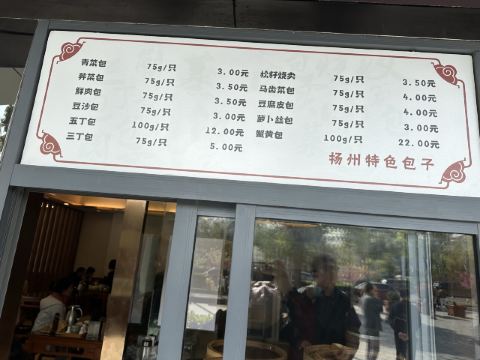 青菜包 75g/只 3.00元 松籽烧卖 75g/只 3.50元
荠菜包 75g/只 3.50元 马齿菜包 75g/只 4.00元
鲜肉包 75g/只 3.50元 豆腐皮包 75g/只 4.00元
豆沙包 75g/只 3.00元 萝卜丝包 75g/只 3.00元
五丁包 100g/只 12.00元 蟹黄包 100g/只 22.00元
三丁包 75g/只 5.00元
扬州特色包子